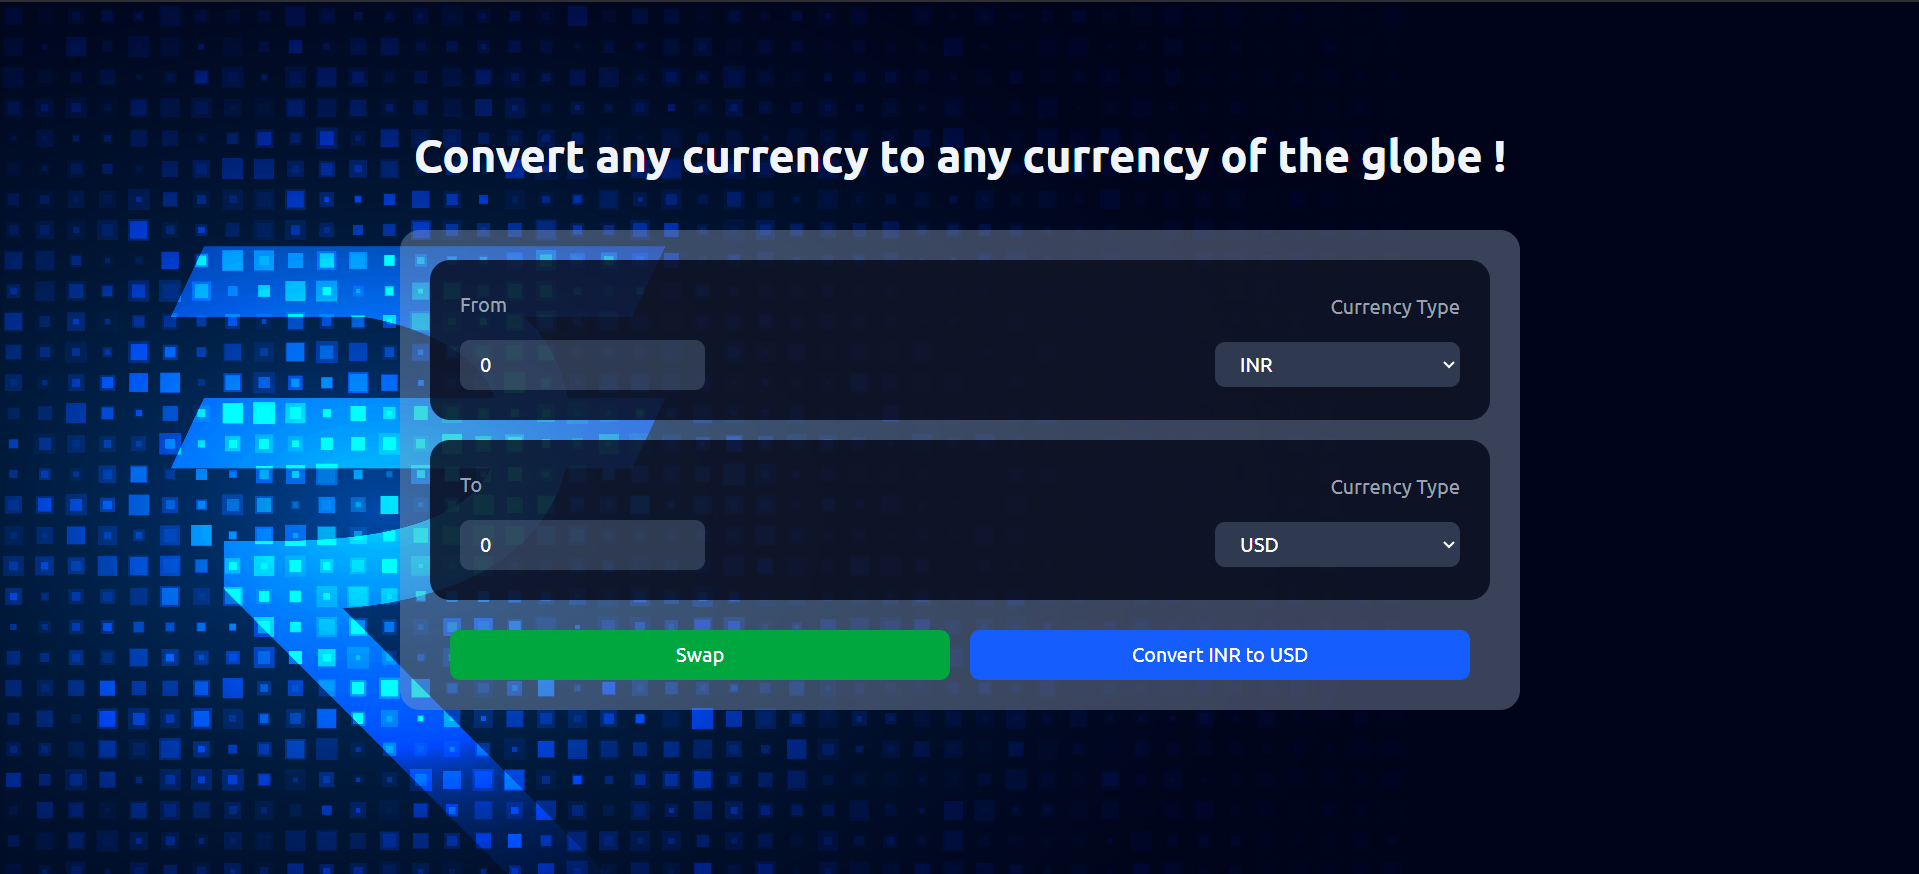 Convert any currency to any currency of the globe !
From
Currency Type
0
INR
To
Currency Type
0
USD
Swap
Convert INR to USD